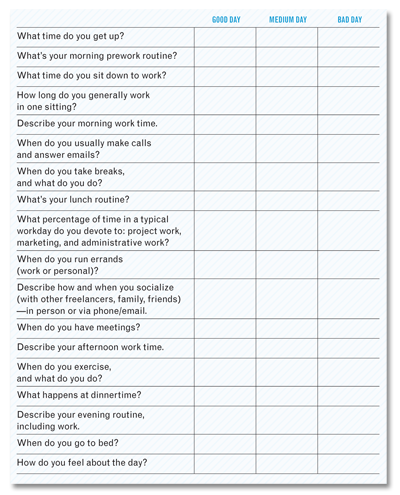 GOOD DAY MEDIUM DAY BAD DAY
What time do you get up?
What's your morning prework routine?
What time do you sit down to work?
How long do you generally work
in one sitting?
Describe your morning work time.
When do you usually make calls
and answer emails?
When do you take breaks,
and what do you do?
What's your lunch routine?
What percentage of time in a typical
workday do you devote to: project work,
marketing, and administrative work?
When do you run errands
(work or personal)?
Describe how and when you socialize
(with other freelancers, family, friends)
—in person or via phone/email.
When do you have meetings?
Describe your afternoon work time.
When do you exercise,
and what do you do?
What happens at dinnertime?
Describe your evening routine,
including work.
When do you go to bed?
How do you feel about the day?